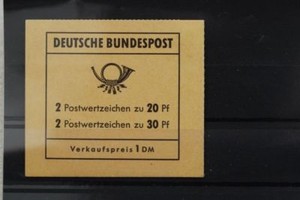 DEUTSCHE BUNDESPOST
2 Postwertzeichen zu 20 Pf
2 Postwertzeichen zu 30 Pf
Verkaufspreis 1 DM